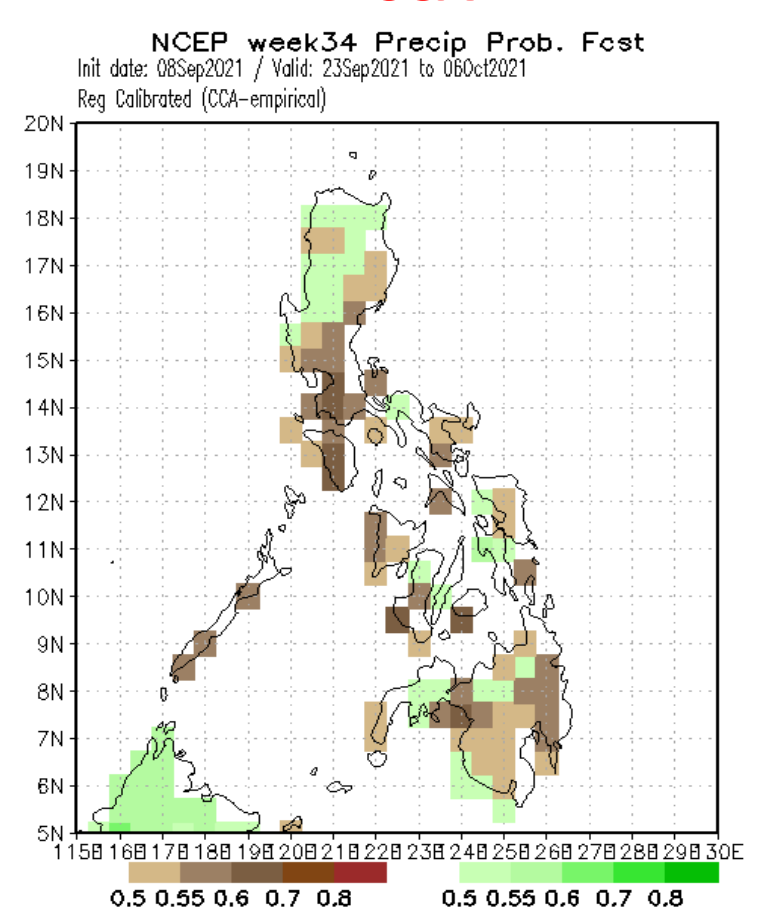 NCEP week34 Precip Prob. Fcst
Init date: 08Sep2021 / Valid: 23Sep2021 to 06Oct2021
Reg Calibrated (CCA-empirical)
20N
19N
18N
17N
16N
15N
14N
13N
12N
11N
10N
9N
8N
7N
6N
5N
115E 116E 117E 118E 119E 120E 121E 122E 123E 124E 125E 126E 127E 128E 129E 130E
0.5 0.55 0.6 0.7 0.8 0.5 0.55 0.6 0.7 0.8